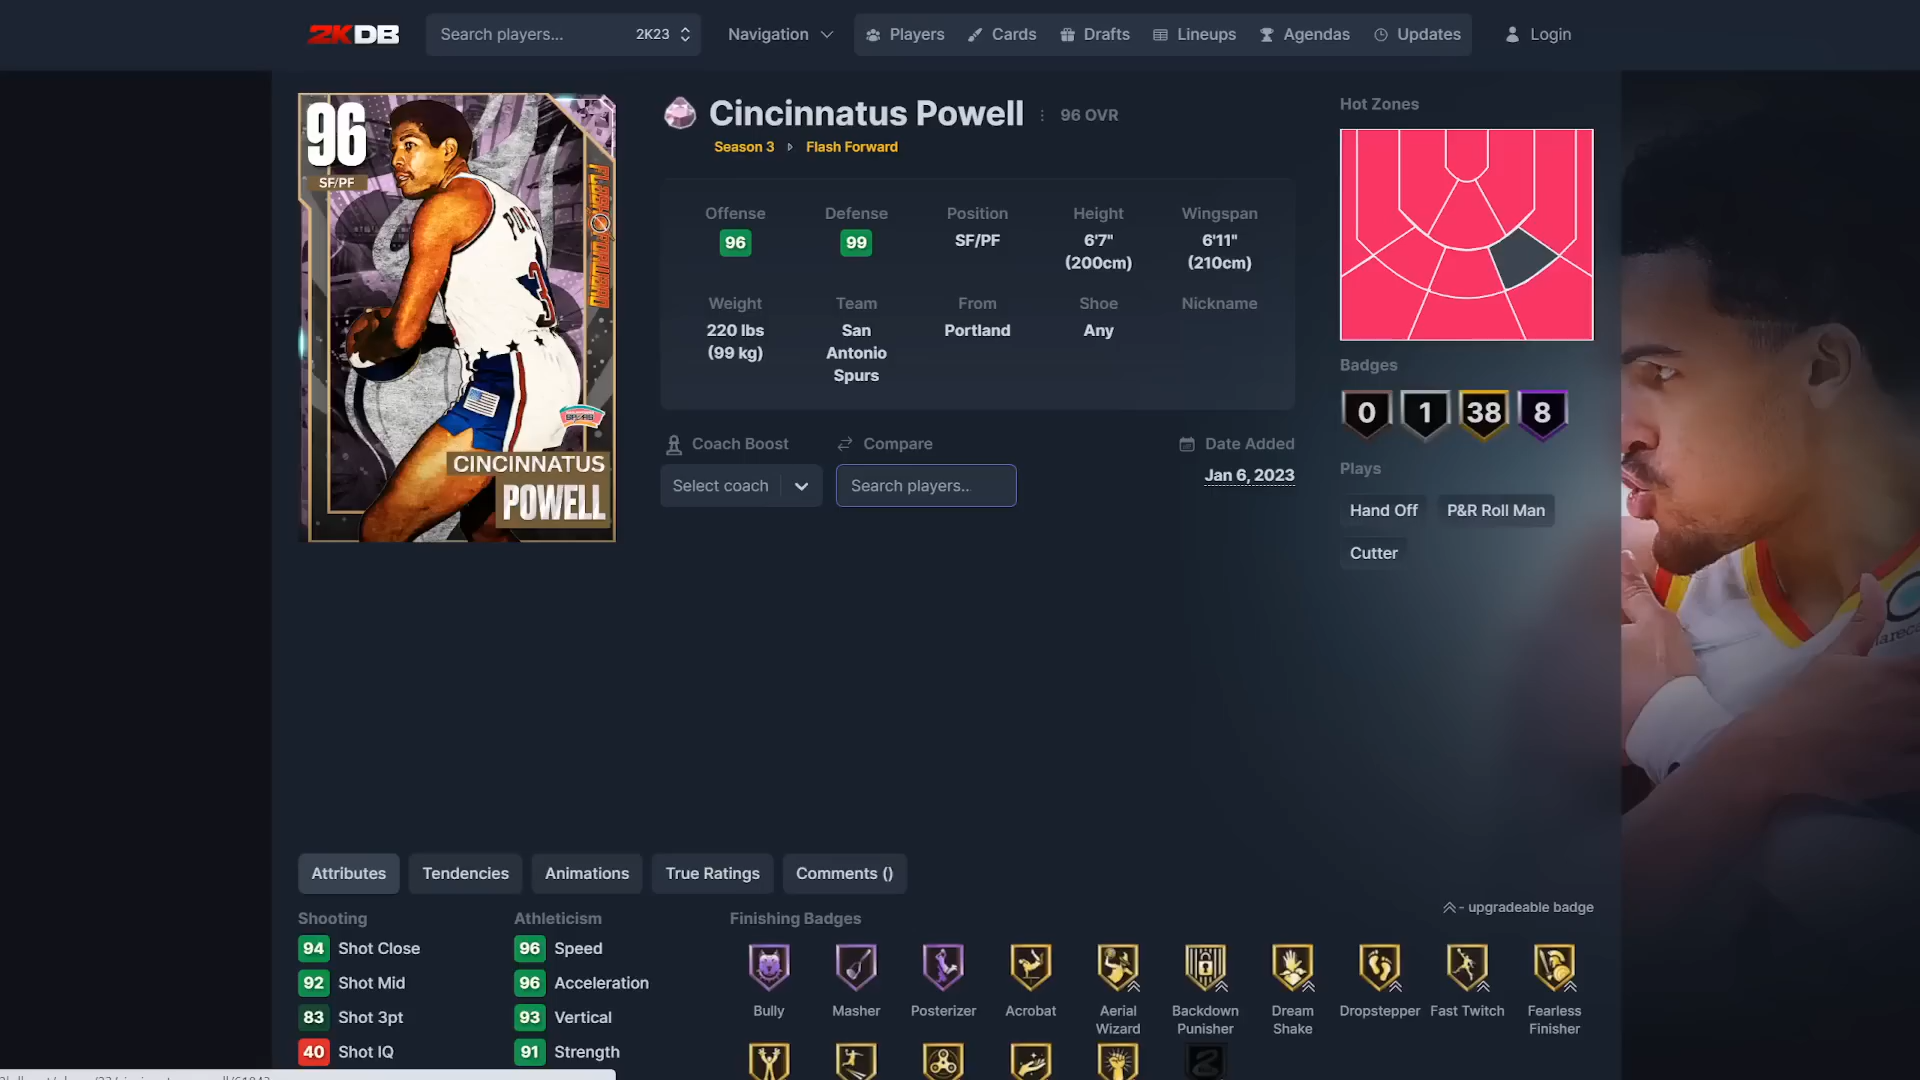 2KDB
Search players...
2K23
Navigation
Players
Cards
Drafts
Lineups
Agendas
Updates
Login
96
SF/PF
FLASH FORWARD
3
SPURS
CINCINNATUS
POWELL
Cincinnatus Powell
96 OVR
Season 3
Flash Forward
Offense
Defense
Position
Height
Wingspan
96
99
SF/PF
6'7"
(200cm)
6'11"
(210cm)
Weight
Team
From
Shoe
Nickname
220 lbs
(99 kg)
San
Antonio
Spurs
Portland
Any
Coach Boost
Compare
Date Added
Select coach
Search players...
Jan 6, 2023
Hot Zones
Badges
0
1
38
8
Plays
Hand Off
P&R Roll Man
Cutter
Attributes
Tendencies
Animations
True Ratings
Comments ()
Shooting
94 Shot Close
92 Shot Mid
83 Shot 3pt
40 Shot IQ
Athleticism
96 Speed
96 Acceleration
93 Vertical
91 Strength
Finishing Badges
- upgradeable badge
Bully
Masher
Posterizer
Acrobat
Aerial
Wizard
Backdown
Punisher
Dream
Shake
Dropstepper
Fast Twitch
Fearless
Finisher